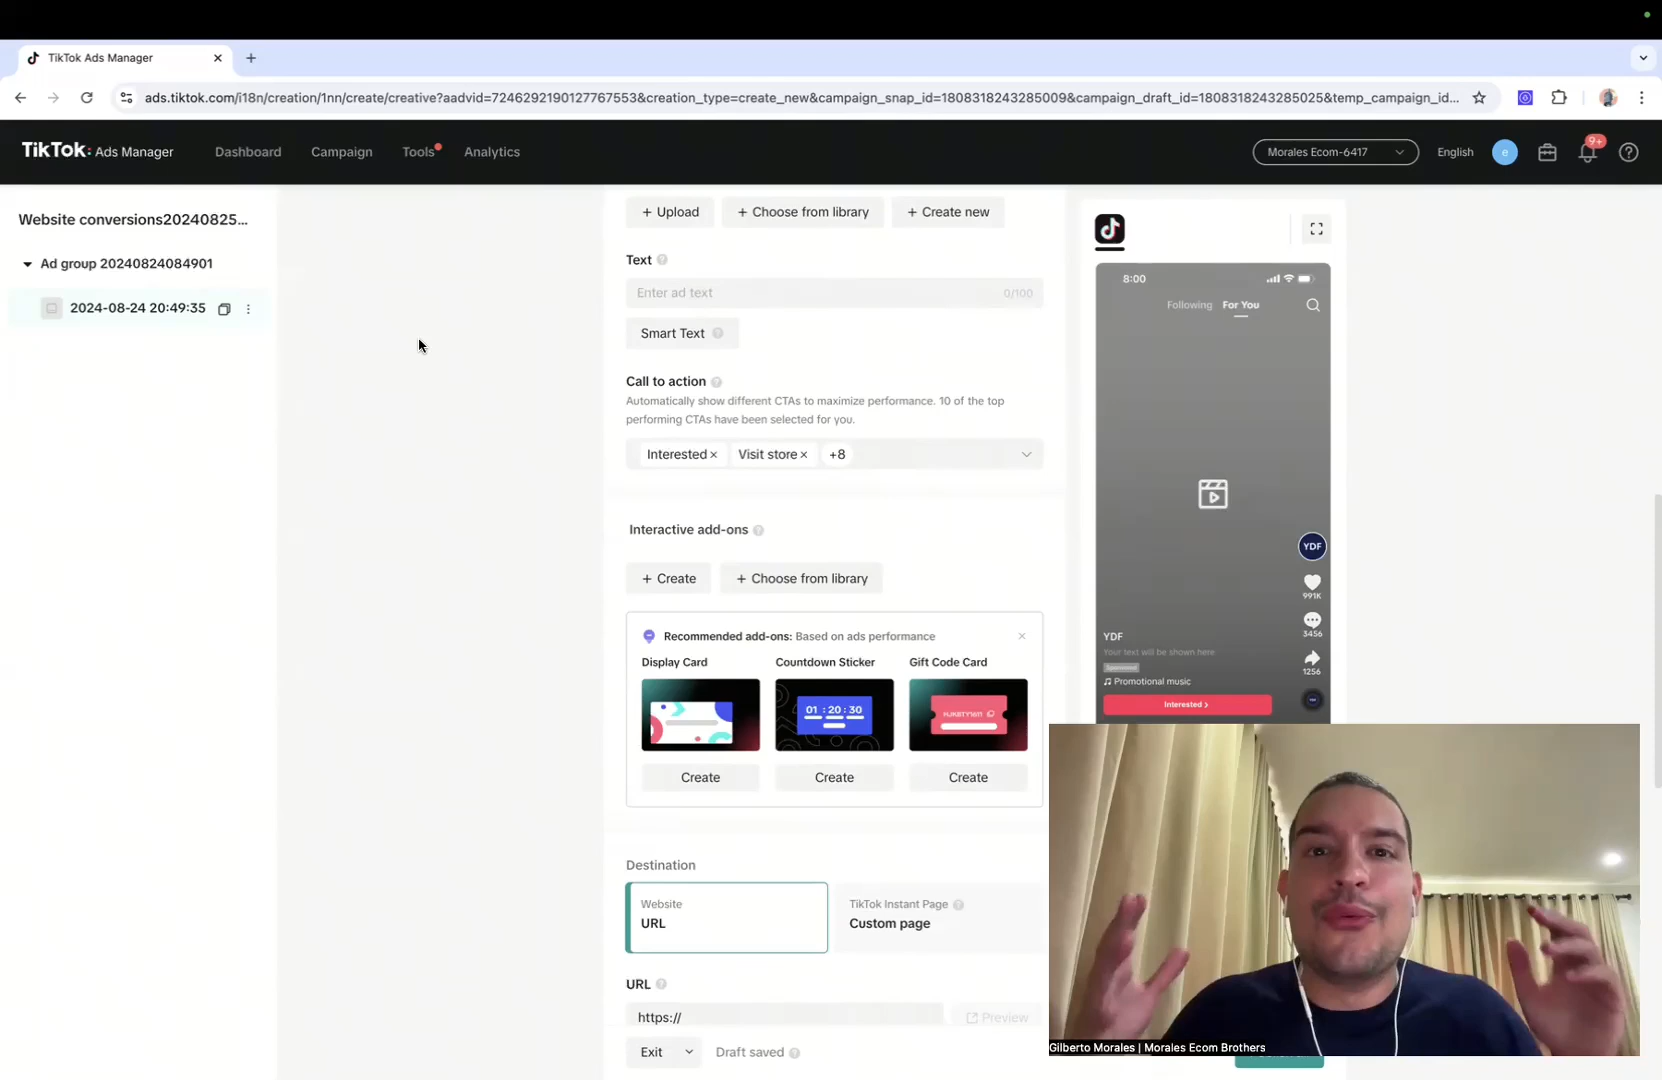 TikTok Ads Manager
ads.tiktok.com/i18n/creation/1nn/create/creative?aadvid=7246292190127767553&creation_type=create_new&campaign_snap_id=1808318243285009&campaign_draft_id=1808318243285025&temp_campaign_id...
TikTok: Ads Manager Dashboard Campaign Tools Analytics Morales Ecom-6417 English e 9+
Website conversions20240825...
Ad group 20240824084901
2024-08-24 20:49:35
+ Upload + Choose from library + Create new
Text
Enter ad text 0/100
Smart Text
Call to action
Automatically show different CTAs to maximize performance. 10 of the top
performing CTAs have been selected for you.
Interested × Visit store × +8
Interactive add-ons
+ Create + Choose from library
Recommended add-ons: Based on ads performance
Display Card Countdown Sticker Gift Code Card
01 : 20 : 30
Create Create Create
Destination
Website
URL
TikTok Instant Page
Custom page
URL
https:// Preview
Exit Draft saved
8:00
Following For You
YDF
991K
3456
1256
YDF
Your text will be shown here
Sponsored
Promotional music
Interested >
Gilberto Morales | Morales Ecom Brothers